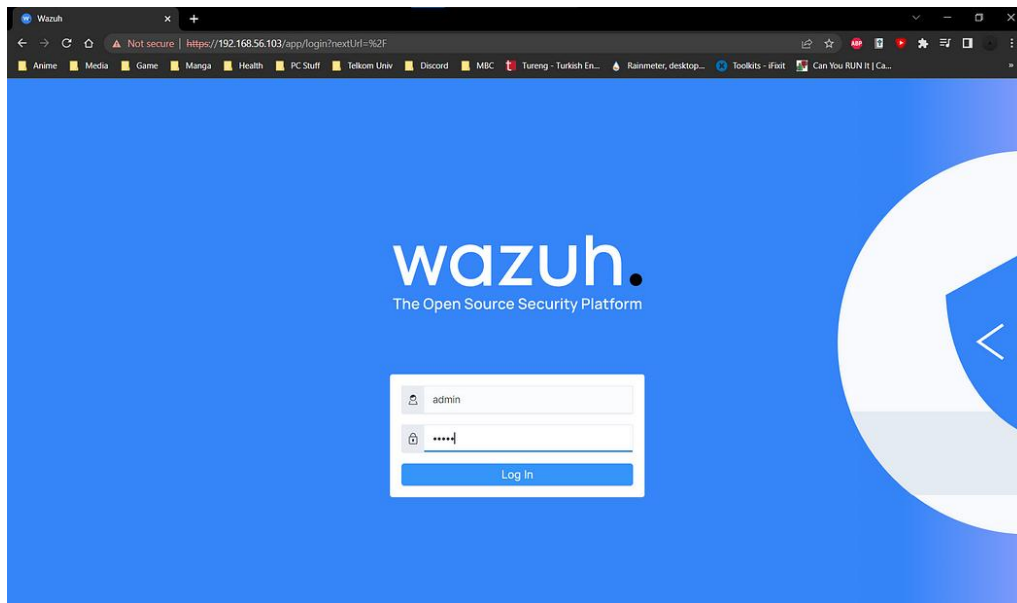 Wazuh
Not secure | https://192.168.56.103/app/login?nextUrl=%2F
ABP
Anime Media Game Manga Health PC Stuff Telkom Univ Discord MBC Tureng - Turkish En... Rainmeter, desktop... Toolkits - iFixit Can You RUN It | Ca...
wazuh.
The Open Source Security Platform
admin
•••••
Log In